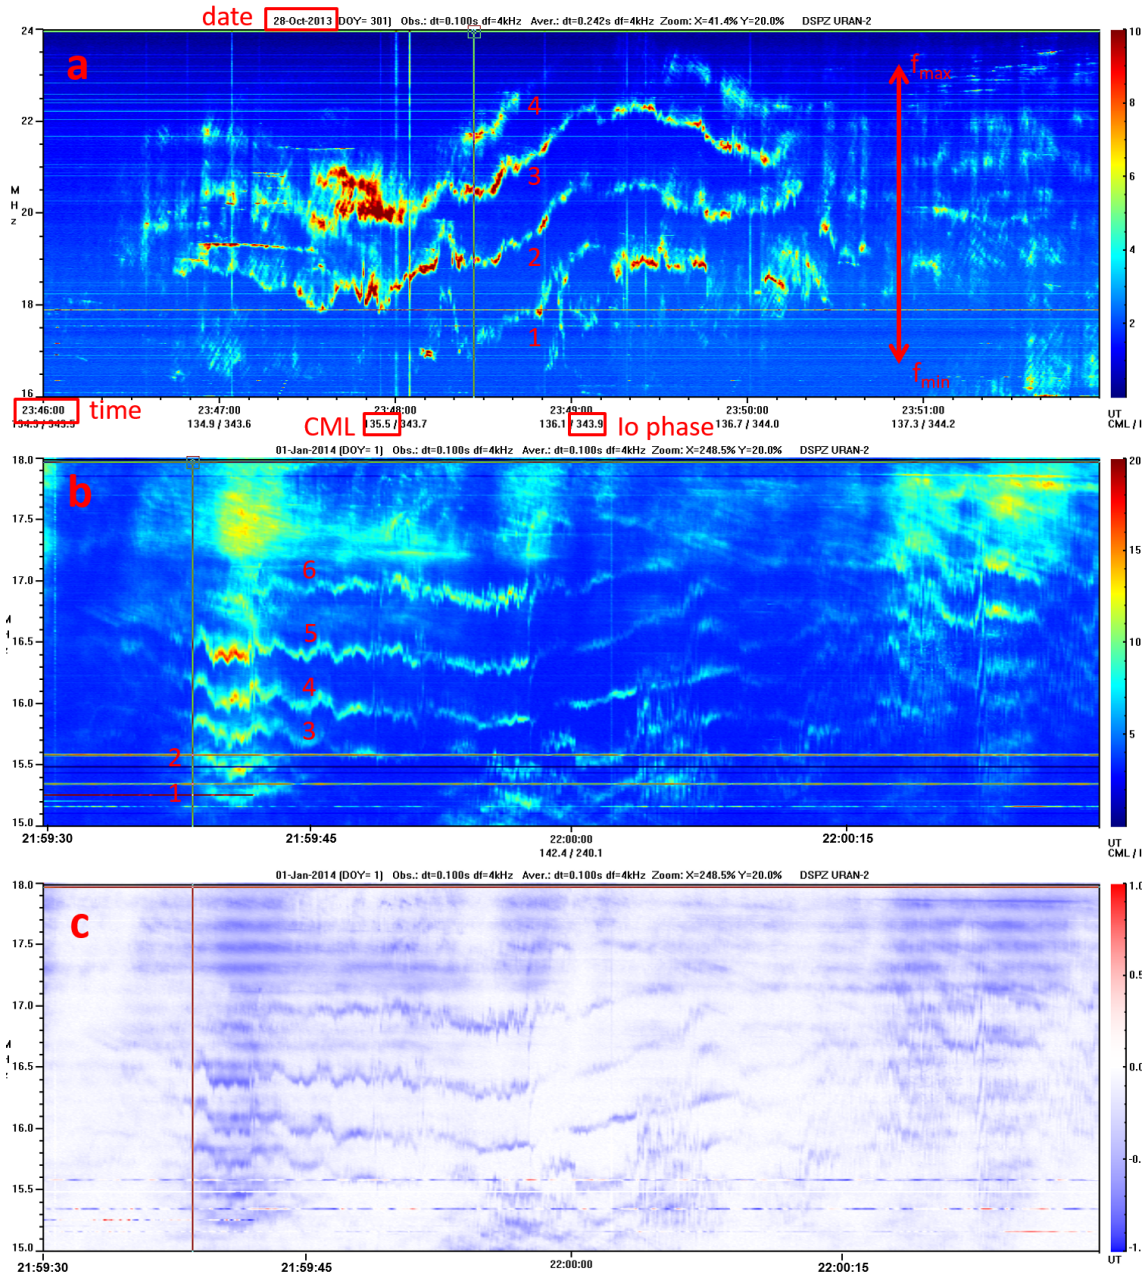 date 28-Oct-2013 (DOY= 301) Obs.: dt=0.100s df=4kHz Aver.: dt=0.242s df=4kHz Zoom: X=41.4% Y=20.0% DSPZ URAN-2
a
24
22
20
18
16
M
H
z
4
3
2
1
fmax
fmin
10
8
6
4
2
0
23:46:00 time 23:47:00 23:48:00 23:49:00 23:50:00 23:51:00 UT
134.9 / 343.6 CML 135.5 / 343.7 136.1 / 343.9 Io phase 136.7 / 344.0 137.3 / 344.2 CML / I
01-Jan-2014 (DOY= 1) Obs.: dt=0.100s df=4kHz Aver.: dt=0.100s df=4kHz Zoom: X=248.5% Y=20.0% DSPZ URAN-2
b
18.0
17.5
17.0
16.5
16.0
15.5
15.0
6
5
4
3
2
1
20
15
10
5
21:59:30 21:59:45 22:00:00 22:00:15 UT
142.4 / 240.1 CML / I
01-Jan-2014 (DOY= 1) Obs.: dt=0.100s df=4kHz Aver.: dt=0.100s df=4kHz Zoom: X=248.5% Y=20.0% DSPZ URAN-2
c
18.0
17.5
17.0
16.5
16.0
15.5
15.0
1.0
0.5
0.0
-0.
-1.
21:59:30 21:59:45 22:00:00 22:00:15 UT